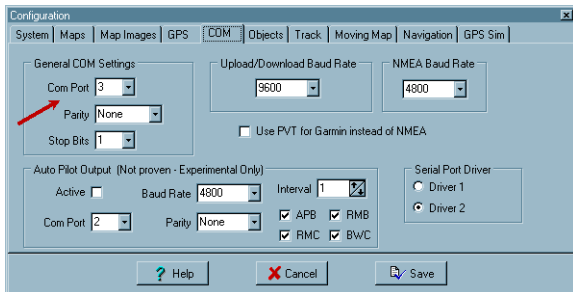 Configuration
System Maps Map Images GPS COM Objects Track Moving Map Navigation GPS Sim
General COM Settings
Com Port 3
Parity None
Stop Bits 1
Upload/Download Baud Rate
9600
NMEA Baud Rate
4800
Use PVT for Garmin instead of NMEA
Auto Pilot Output (Not proven - Experimental Only)
Active Baud Rate 4800 Interval 1
Com Port 2 Parity None
APB RMB
RMC BWC
Serial Port Driver
Driver 1
Driver 2
? Help Cancel Save